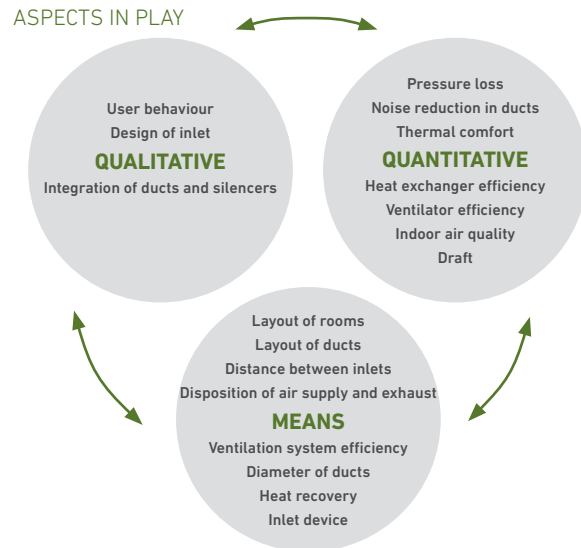 ASPECTS IN PLAY
User behaviour
Design of inlet
QUALITATIVE
Integration of ducts and silencers
Pressure loss
Noise reduction in ducts
Thermal comfort
QUANTITATIVE
Heat exchanger efficiency
Ventilator efficiency
Indoor air quality
Draft
Layout of rooms
Layout of ducts
Distance between inlets
Disposition of air supply and exhaust
MEANS
Ventilation system efficiency
Diameter of ducts
Heat recovery
Inlet device